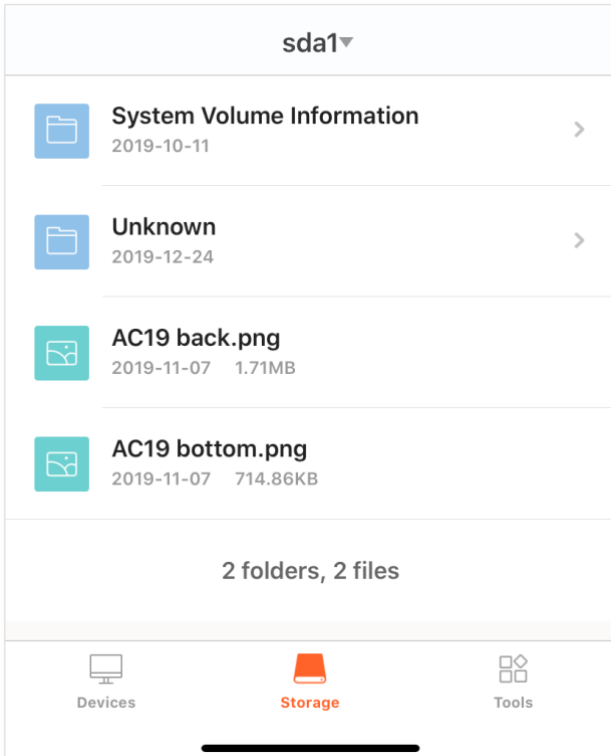 sda1
System Volume Information
2019-10-11
Unknown
2019-12-24
AC19 back.png
2019-11-07 1.71MB
AC19 bottom.png
2019-11-07 714.86KB
2 folders, 2 files
Devices Storage Tools